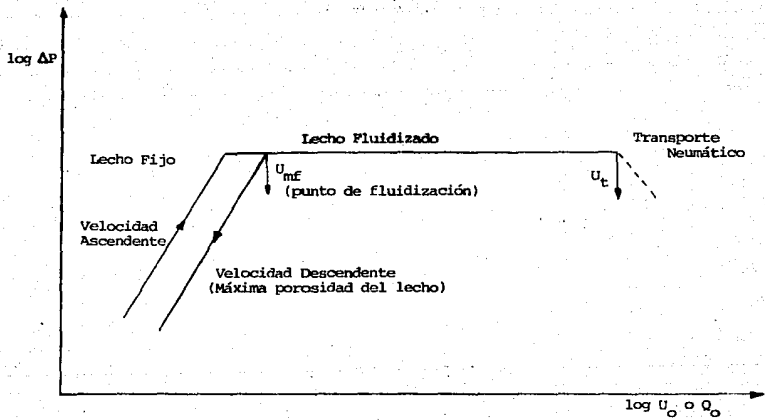 log ΔP
Lecho Fluidizado
Transporte
Neumático
Lecho Fijo
U_mf
(punto de fluidización)
U_t
Velocidad
Ascendente
Velocidad Descendente
(Máxima porosidad del lecho)
log U_o o Q_o